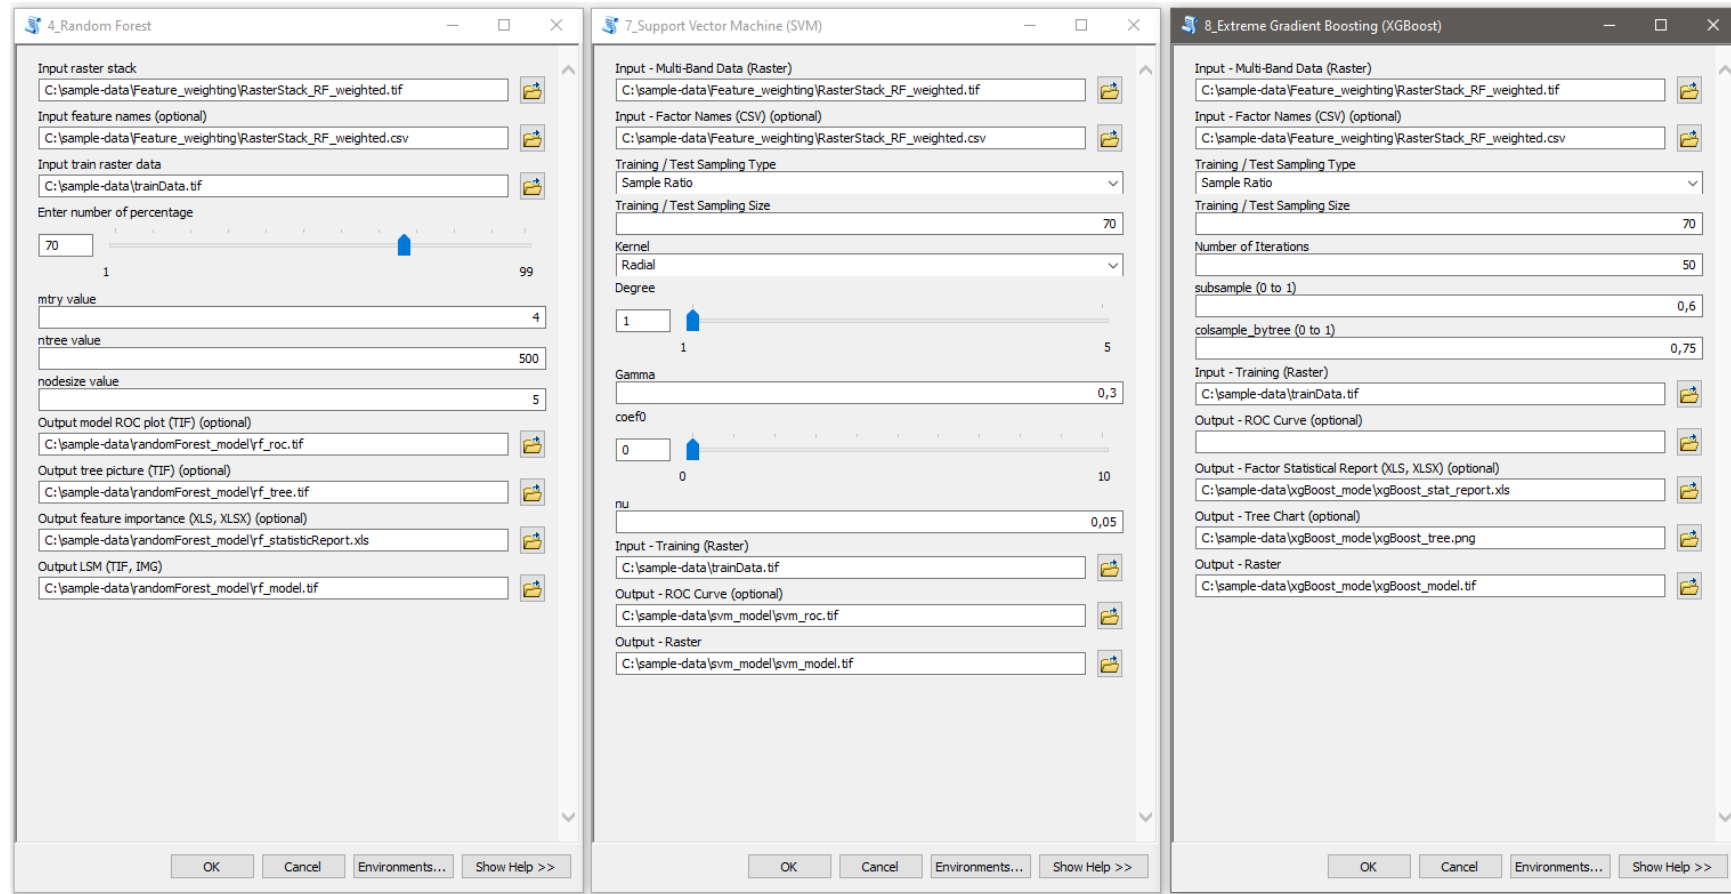 4_Random Forest
Input raster stack
C:\sample-data\Feature_weighting\RasterStack_RF_weighted.tif
Input feature names (optional)
C:\sample-data\Feature_weighting\RasterStack_RF_weighted.csv
Input train raster data
C:\sample-data\trainData.tif
Enter number of percentage
70
1 99
mtry value
4
ntree value
500
nodesize value
5
Output model ROC plot (TIF) (optional)
C:\sample-data\randomForest_model\rf_roc.tif
Output tree picture (TIF) (optional)
C:\sample-data\randomForest_model\rf_tree.tif
Output feature importance (XLS, XLSX) (optional)
C:\sample-data\randomForest_model\rf_statisticReport.xls
Output LSM (TIF, IMG)
C:\sample-data\randomForest_model\rf_model.tif
OK Cancel Environments... Show Help >>
7_Support Vector Machine (SVM)
Input - Multi-Band Data (Raster)
C:\sample-data\Feature_weighting\RasterStack_RF_weighted.tif
Input - Factor Names (CSV) (optional)
C:\sample-data\Feature_weighting\RasterStack_RF_weighted.csv
Training / Test Sampling Type
Sample Ratio
Training / Test Sampling Size
70
Kernel
Radial
Degree
1
1 5
Gamma
0,3
coef0
0
0 10
nu
0,05
Input - Training (Raster)
C:\sample-data\trainData.tif
Output - ROC Curve (optional)
C:\sample-data\svm_model\svm_roc.tif
Output - Raster
C:\sample-data\svm_model\svm_model.tif
OK Cancel Environments... Show Help >>
8_Extreme Gradient Boosting (XGBoost)
Input - Multi-Band Data (Raster)
C:\sample-data\Feature_weighting\RasterStack_RF_weighted.tif
Input - Factor Names (CSV) (optional)
C:\sample-data\Feature_weighting\RasterStack_RF_weighted.csv
Training / Test Sampling Type
Sample Ratio
Training / Test Sampling Size
70
Number of Iterations
50
subsample (0 to 1)
0,6
colsample_bytree (0 to 1)
0,75
Input - Training (Raster)
C:\sample-data\trainData.tif
Output - ROC Curve (optional)
Output - Factor Statistical Report (XLS, XLSX) (optional)
C:\sample-data\xgBoost_mode\xgBoost_stat_report.xls
Output - Tree Chart (optional)
C:\sample-data\xgBoost_mode\xgBoost_tree.png
Output - Raster
C:\sample-data\xgBoost_mode\xgBoost_model.tif
OK Cancel Environments... Show Help >>